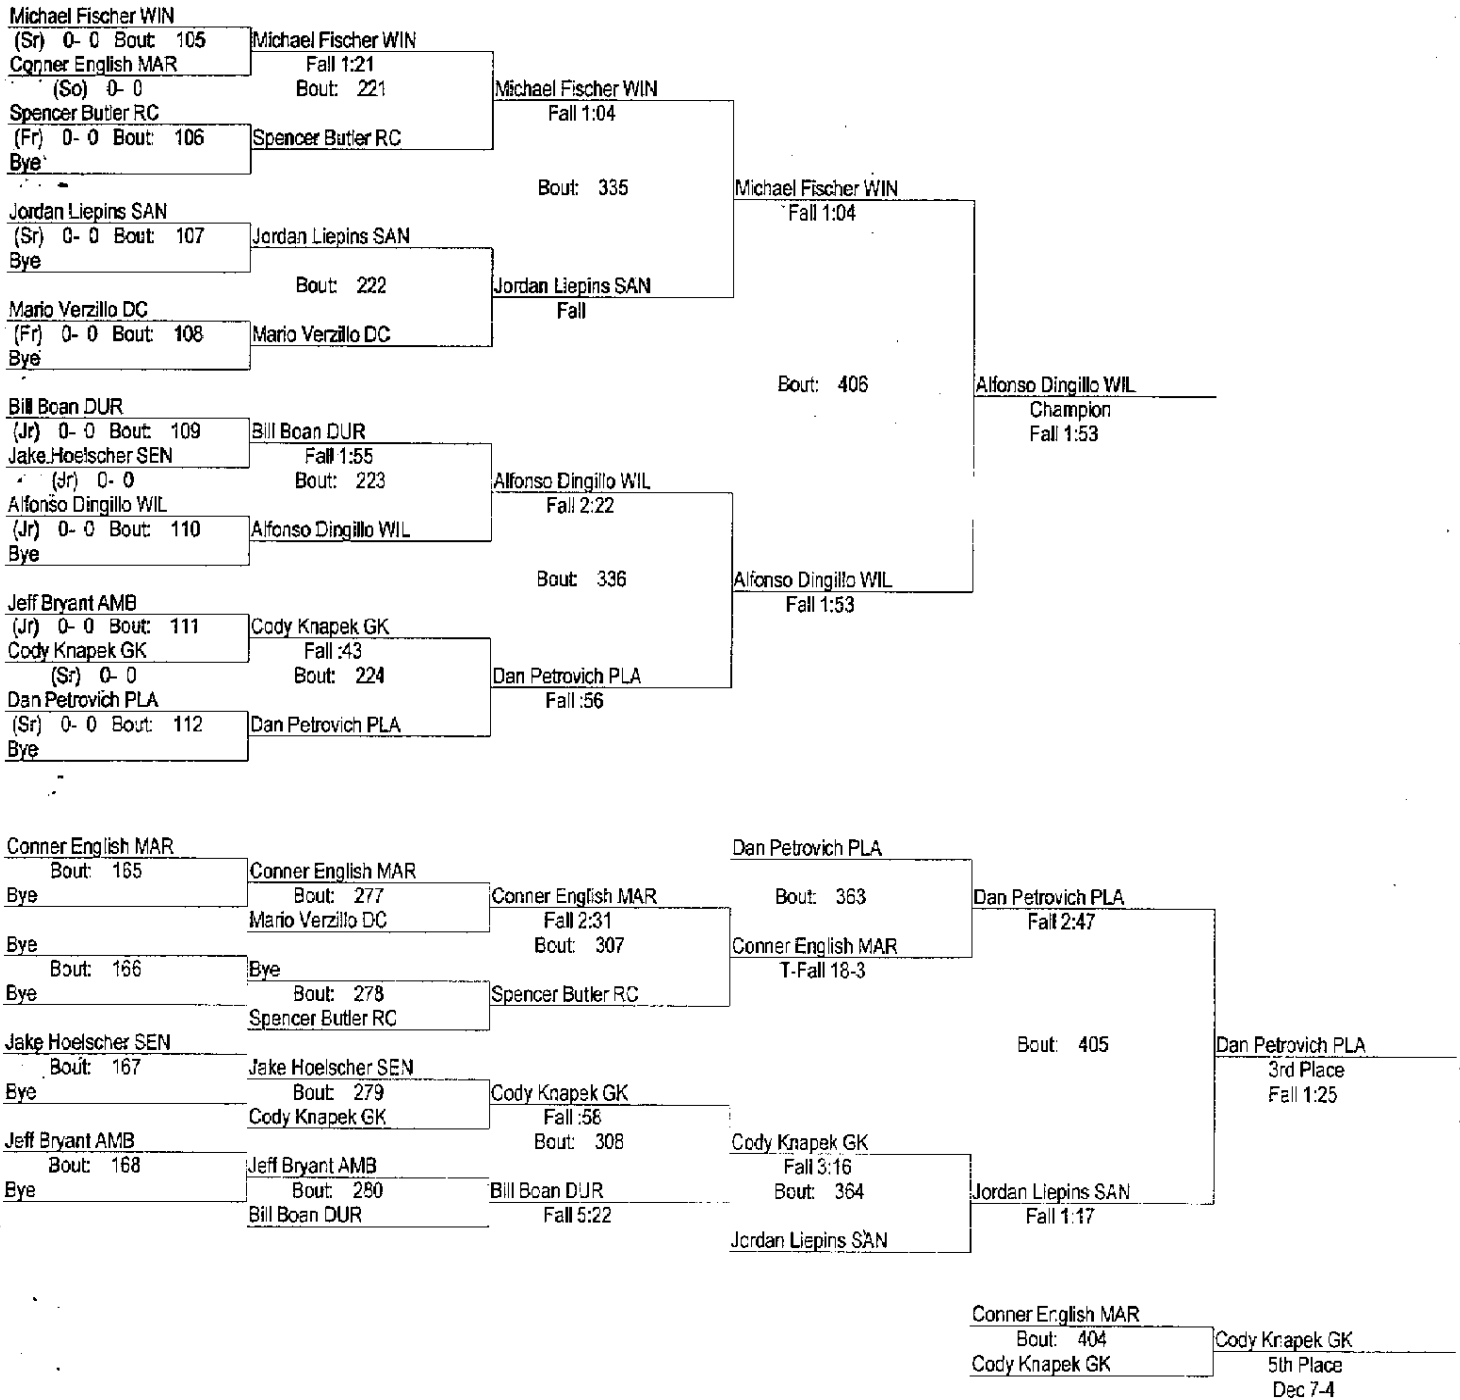 Michael Fischer WIN
(Sr) 0- 0 Bout: 105
Conner English MAR
(So) 0- 0
Spencer Butler RC
(Fr) 0- 0 Bout: 106
Bye
Jordan Liepins SAN
(Sr) 0- 0 Bout: 107
Bye
Mario Verzillo DC
(Fr) 0- 0 Bout: 108
Bye
Bill Boan DUR
(Jr) 0- 0 Bout: 109
Jake Hoelscher SEN
(Jr) 0- 0
Alfonso Dingillo WIL
(Jr) 0- 0 Bout: 110
Bye
Jeff Bryant AMB
(Jr) 0- 0 Bout: 111
Cody Knapek GK
(Sr) 0- 0
Dan Petrovich PLA
(Sr) 0- 0 Bout: 112
Bye
Michael Fischer WIN
Fall 1:21
Bout: 221
Spencer Butler RC
Jordan Liepins SAN
Bout: 222
Mario Verzillo DC
Bill Boan DUR
Fall 1:55
Bout: 223
Alfonso Dingillo WIL
Cody Knapek GK
Fall :43
Bout: 224
Dan Petrovich PLA
Michael Fischer WIN
Fall 1:04
Bout: 335
Jordan Liepins SAN
Fall
Alfonso Dingillo WIL
Fall 2:22
Bout: 336
Dan Petrovich PLA
Fall :56
Michael Fischer WIN
Fall 1:04
Bout: 406
Alfonso Dingillo WIL
Fall 1:53
Alfonso Dingillo WIL
Champion
Fall 1:53
Conner English MAR
Bout: 165
Bye
Bye
Bout: 166
Bye
Jake Hoelscher SEN
Bout: 167
Bye
Jeff Bryant AMB
Bout: 168
Bye
Conner English MAR
Bout: 277
Mario Verzillo DC
Bye
Bout: 278
Spencer Butler RC
Jake Hoelscher SEN
Bout: 279
Cody Knapek GK
Jeff Bryant AMB
Bout: 280
Bill Boan DUR
Conner English MAR
Fall 2:31
Bout: 307
Spencer Butler RC
Cody Knapek GK
Fall :58
Bout: 308
Bill Boan DUR
Fall 5:22
Dan Petrovich PLA
Bout: 363
Conner English MAR
T-Fall 18-3
Cody Knapek GK
Fall 3:16
Bout: 364
Jordan Liepins SAN
Dan Petrovich PLA
Fall 2:47
Bout: 405
Jordan Liepins SAN
Fall 1:17
Dan Petrovich PLA
3rd Place
Fall 1:25
Conner English MAR
Bout: 404
Cody Knapek GK
Cody Knapek GK
5th Place
Dec 7-4